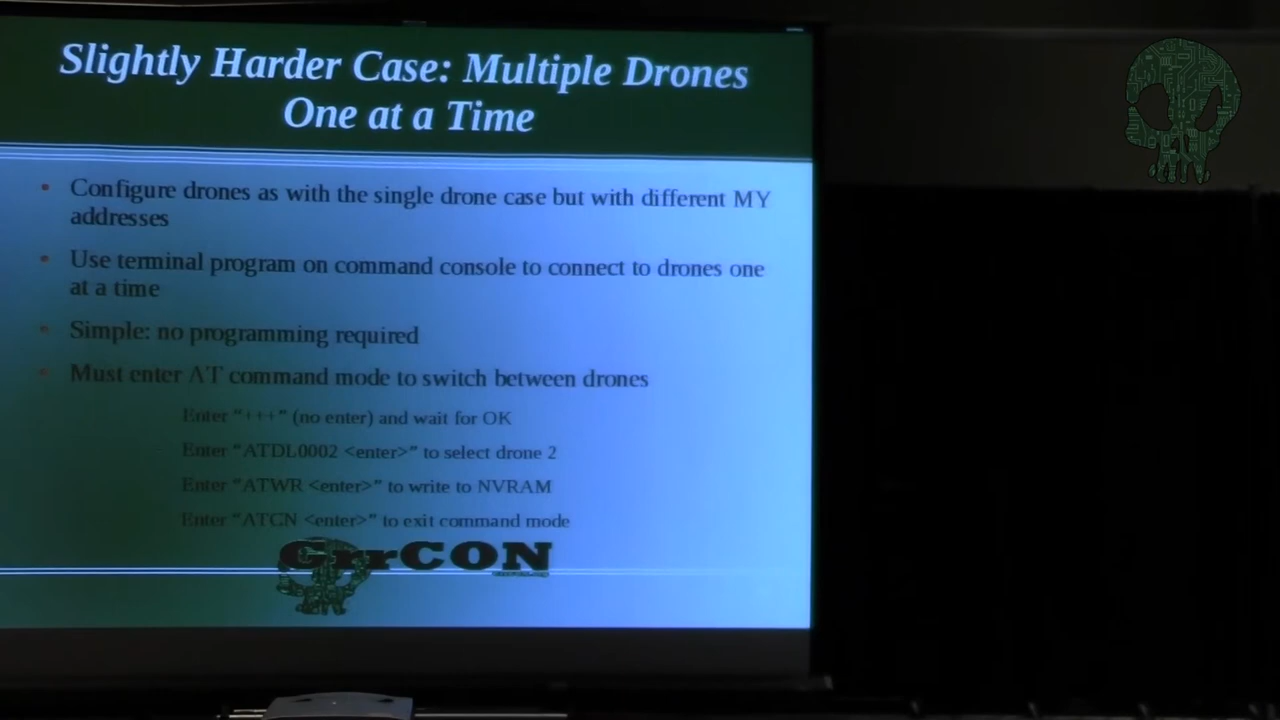 Slightly Harder Case: Multiple Drones
One at a Time
Configure drones as with the single drone case but with different MY
addresses
Use terminal program on command console to connect to drones one
at a time
Simple: no programming required
Must enter AT command mode to switch between drones
Enter "+++" (no enter) and wait for OK
Enter "ATDL0002 <enter>" to select drone 2
Enter "ATWR <enter>" to write to NVRAM
Enter "ATCN <enter>" to exit command mode
GrrCON